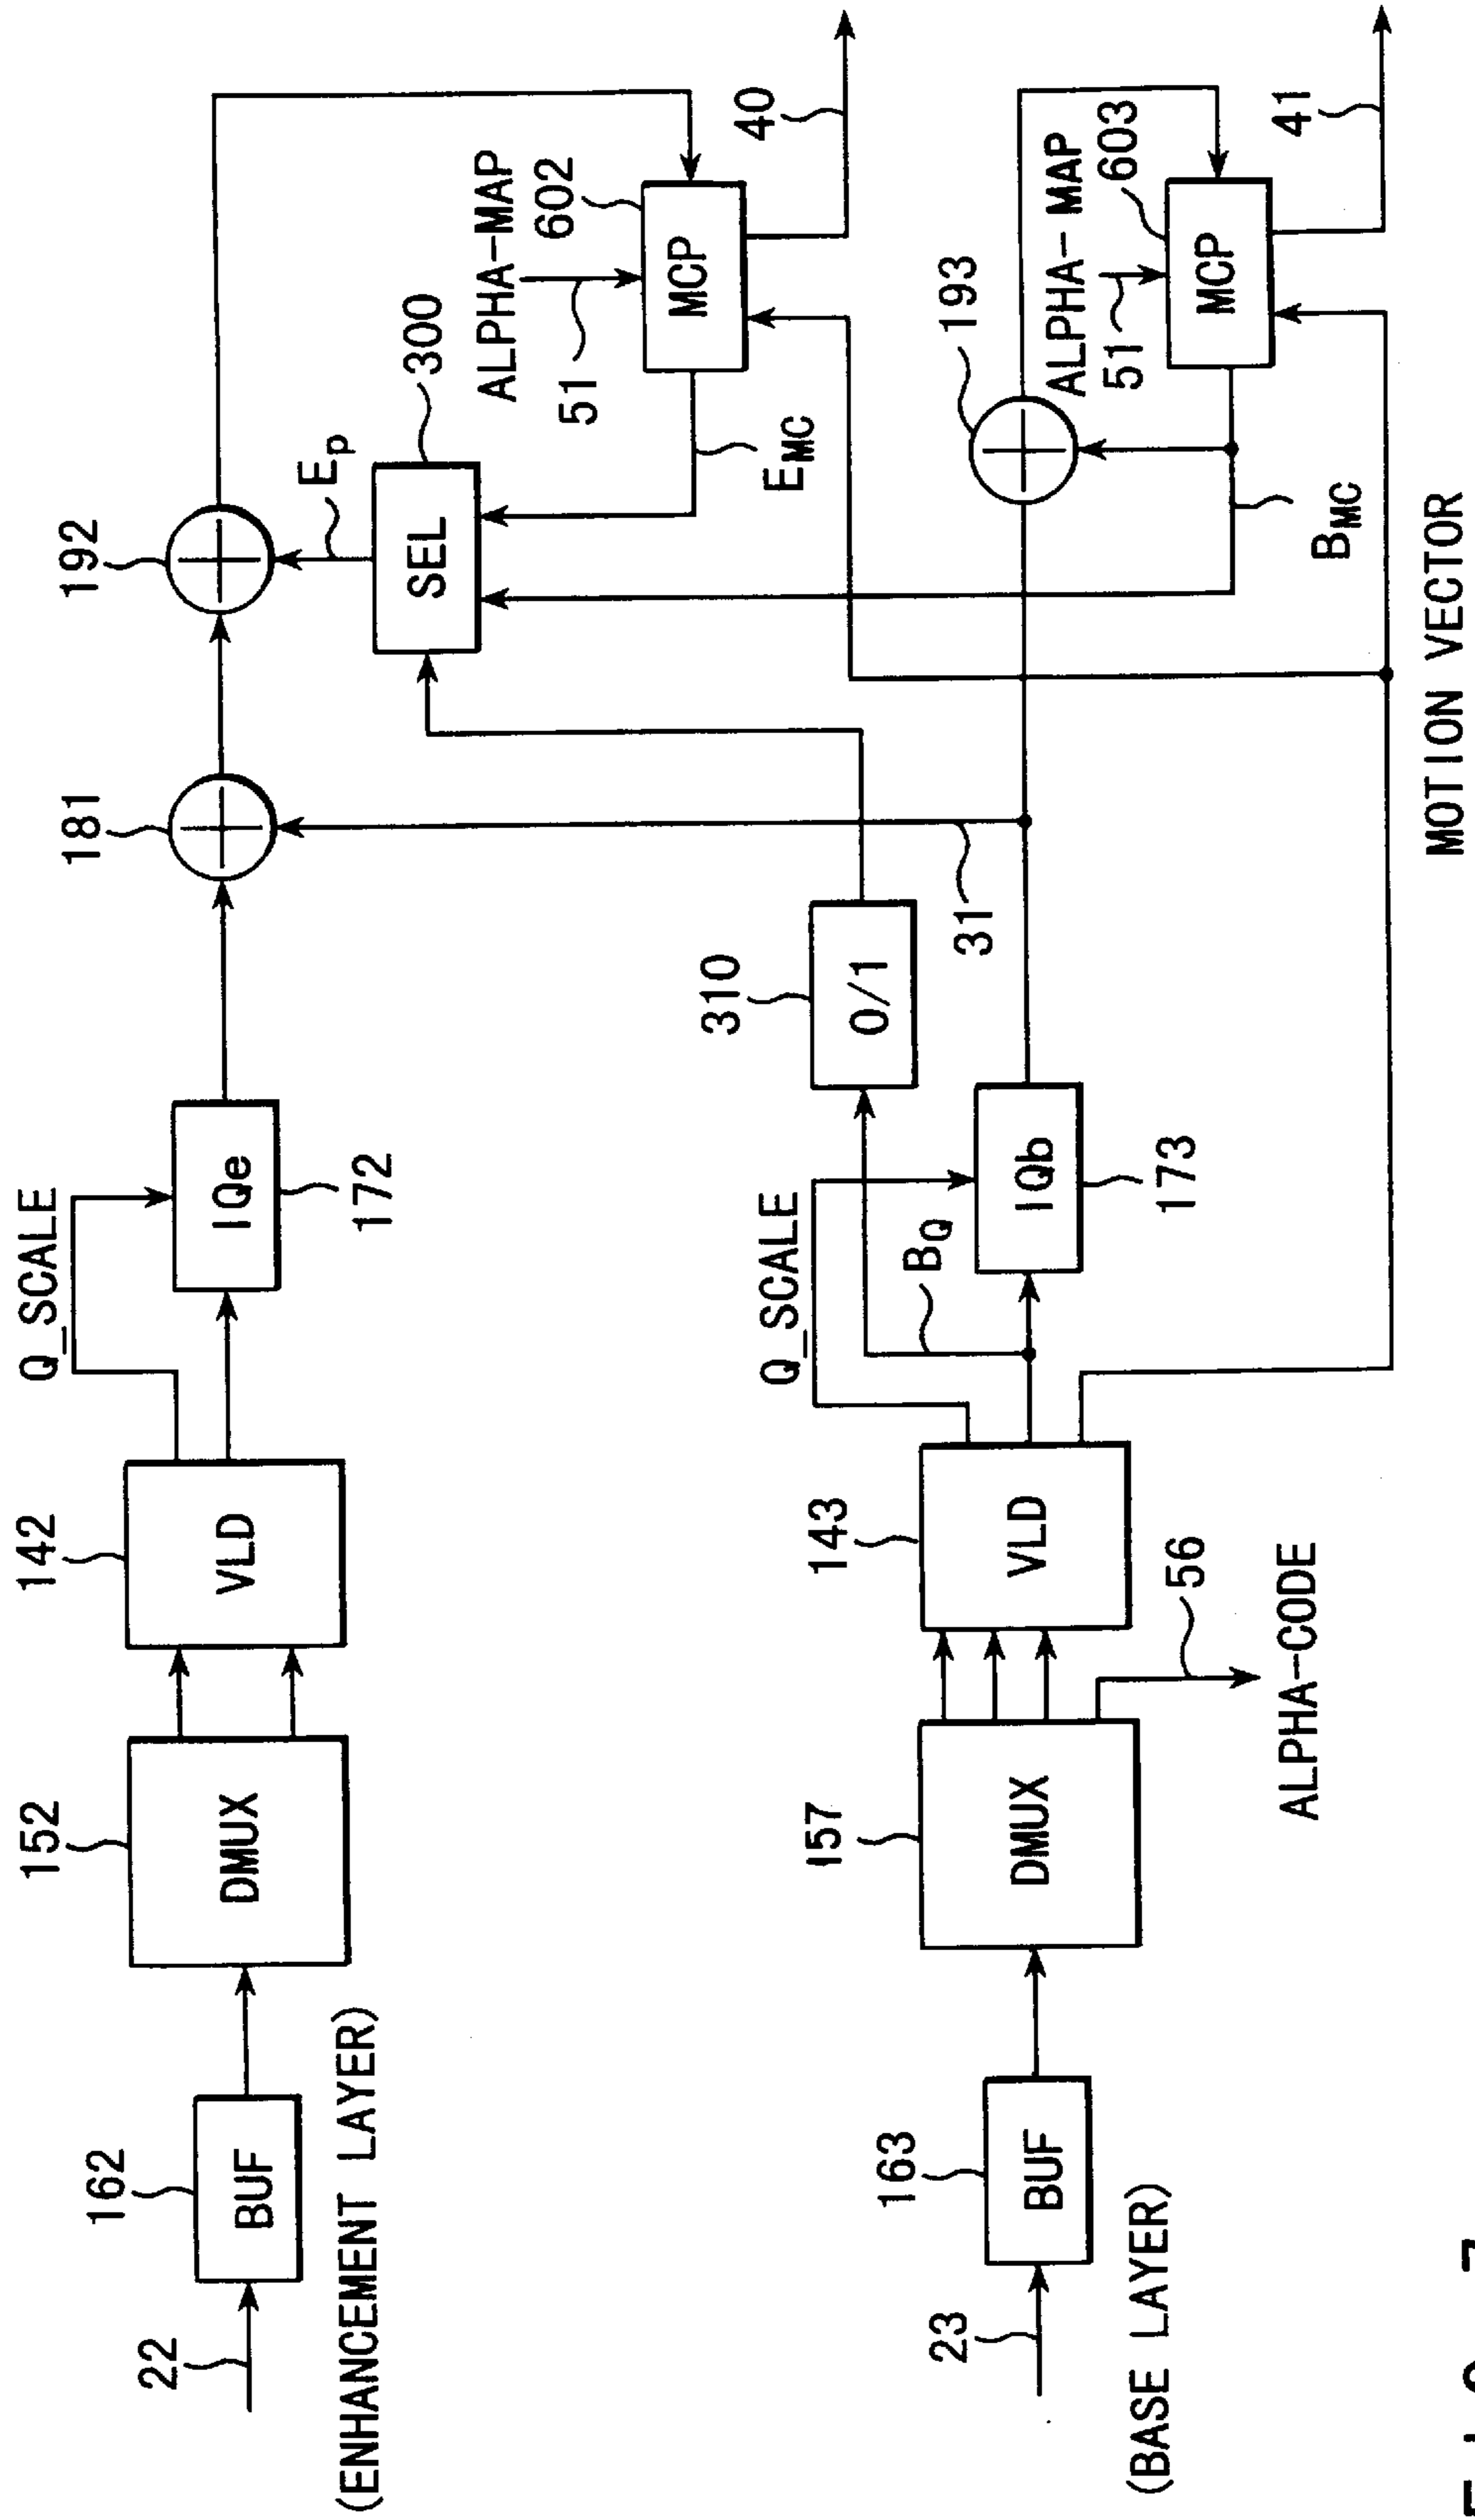 22
162
BUF
(ENHANCEMENT LAYER)
152
DMUX
142
VLD
Q_SCALE
IQe
172
181
192
Ep
SEL
300
EMC
ALPHA-MAP
51
602
MCP
40
23
163
BUF
(BASE LAYER)
157
DMUX
56
ALPHA-CODE
143
VLD
Q_SCALE
BQ
IQb
173
310
0/1
31
193
BMC
ALPHA-MAP
51
603
MCP
41
MOTION VECTOR